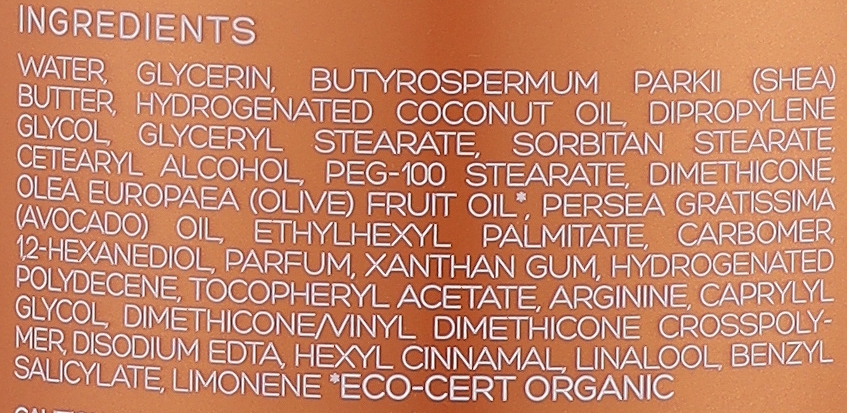 INGREDIENTS
WATER, GLYCERIN, BUTYROSPERMUM PARKII (SHEA)
BUTTER, HYDROGENATED COCONUT OIL, DIPROPYLENE
GLYCOL, GLYCERYL STEARATE, SORBITAN STEARATE,
CETEARYL ALCOHOL, PEG-100 STEARATE, DIMETHICONE,
OLEA EUROPAEA (OLIVE) FRUIT OIL*, PERSEA GRATISSIMA
(AVOCADO) OIL, ETHYLHEXYL PALMITATE, CARBOMER,
1,2-HEXANEDIOL, PARFUM, XANTHAN GUM, HYDROGENATED
POLYDECENE, TOCOPHERYL ACETATE, ARGININE, CAPRYLYL
GLYCOL, DIMETHICONE/VINYL DIMETHICONE CROSSPOLY-
MER, DISODIUM EDTA, HEXYL CINNAMAL, LINALOOL, BENZYL
SALICYLATE, LIMONENE *ECO-CERT ORGANIC